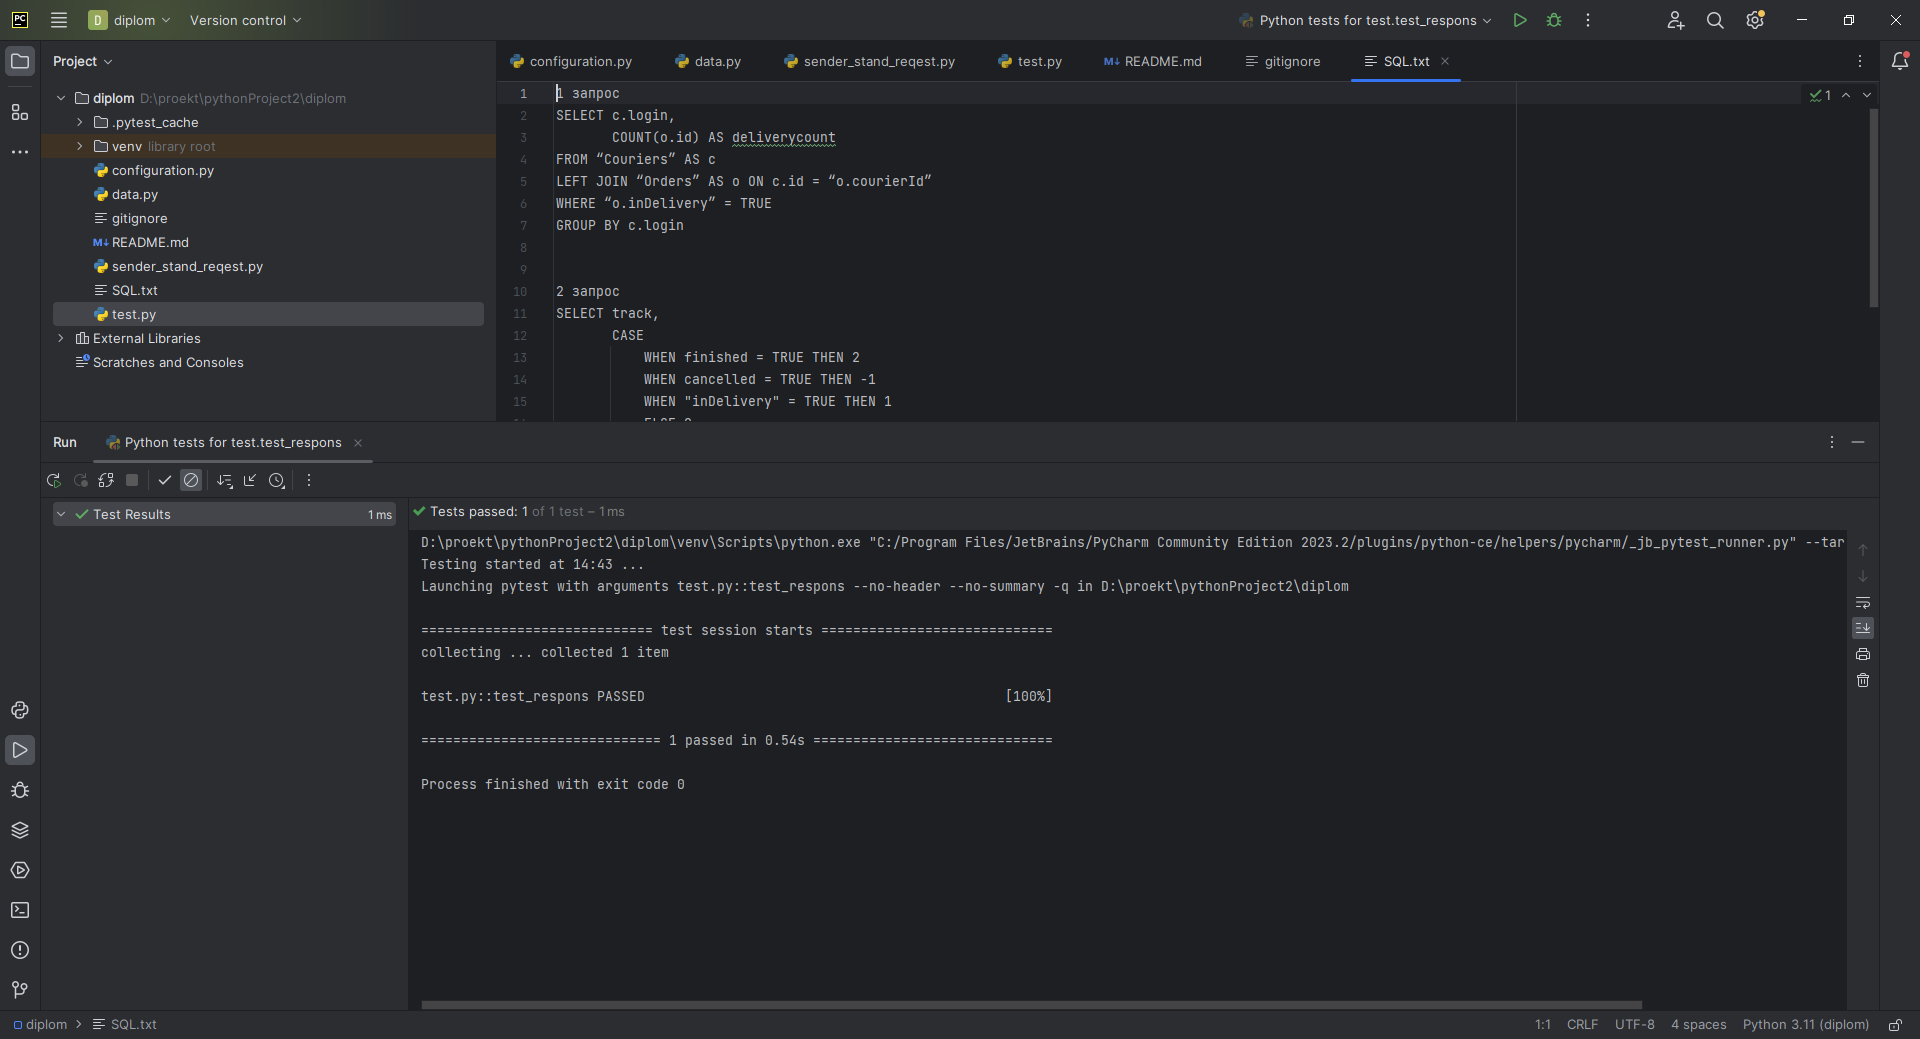 PC
D diplom
Version control
Python tests for test.test_respons
Project
configuration.py
data.py
sender_stand_reqest.py
test.py
M↓ README.md
gitignore
SQL.txt
diplom D:\proekt\pythonProject2\diplom
.pytest_cache
venv library root
configuration.py
data.py
gitignore
M↓ README.md
sender_stand_reqest.py
SQL.txt
test.py
External Libraries
Scratches and Consoles
1
1 1 запрос
2 SELECT c.login,
3 COUNT(o.id) AS deliverycount
4 FROM “Couriers” AS c
5 LEFT JOIN “Orders” AS o ON c.id = “o.courierId”
6 WHERE “o.inDelivery” = TRUE
7 GROUP BY c.login
8
9
10 2 запрос
11 SELECT track,
12 CASE
13 WHEN finished = TRUE THEN 2
14 WHEN cancelled = TRUE THEN -1
15 WHEN "inDelivery" = TRUE THEN 1
Run
Python tests for test.test_respons
Test Results 1 ms
Tests passed: 1 of 1 test – 1 ms
D:\proekt\pythonProject2\diplom\venv\Scripts\python.exe "C:/Program Files/JetBrains/PyCharm Community Edition 2023.2/plugins/python-ce/helpers/pycharm/_jb_pytest_runner.py" --tar
Testing started at 14:43 ...
Launching pytest with arguments test.py::test_respons --no-header --no-summary -q in D:\proekt\pythonProject2\diplom
============================= test session starts =============================
collecting ... collected 1 item
test.py::test_respons PASSED [100%]
============================== 1 passed in 0.54s ==============================
Process finished with exit code 0
diplom
SQL.txt
1:1
CRLF
UTF-8
4 spaces
Python 3.11 (diplom)